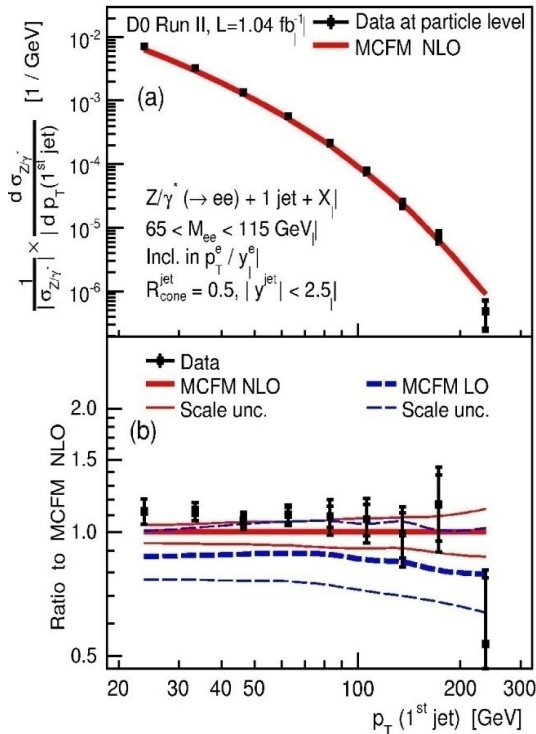 D0 Run II, L=1.04 fb⁻¹|
Data at particle level
MCFM NLO
(a)
1/|σ_Z/γ*| × d σ_Z/γ* / |d p_T(1ˢᵗ jet) [1 / GeV]
10⁻²
10⁻³
10⁻⁴
10⁻⁵
10⁻⁶
Z/γ* (→ ee) + 1 jet + X|
65 < M_ee < 115 GeV|
Incl. in p_T^e / y^e|
R_cone^jet = 0.5, | y^jet| < 2.5|
Data
MCFM NLO
Scale unc.
MCFM LO
Scale unc.
(b)
Ratio to MCFM NLO
2.0
1.5
1.0
0.5
20 30 40 50 100 200 300
p_T (1ˢᵗ jet) [GeV]